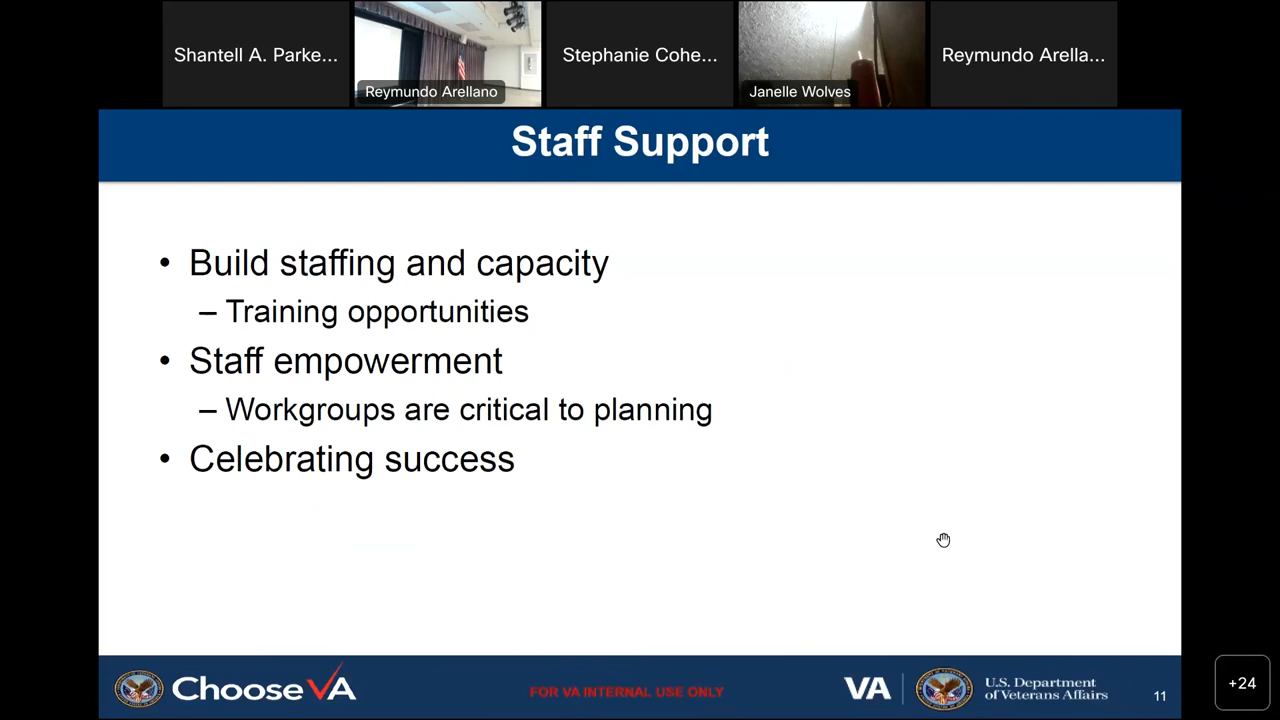 Shantell A. Parke...
Reymundo Arellano
Stephanie Cohe...
Janelle Wolves
Reymundo Arella...
Staff Support
• Build staffing and capacity
– Training opportunities
• Staff empowerment
– Workgroups are critical to planning
• Celebrating success
Choose VA
FOR VA INTERNAL USE ONLY
VA
U.S. Department
of Veterans Affairs
11
+24